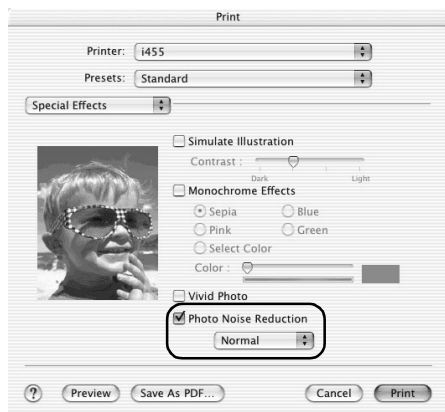 Print
Printer: i455
Presets: Standard
Special Effects
Simulate Illustration
Contrast :
Dark Light
Monochrome Effects
Sepia Blue
Pink Green
Select Color
Color :
Vivid Photo
Photo Noise Reduction
Normal
? Preview Save As PDF... Cancel Print